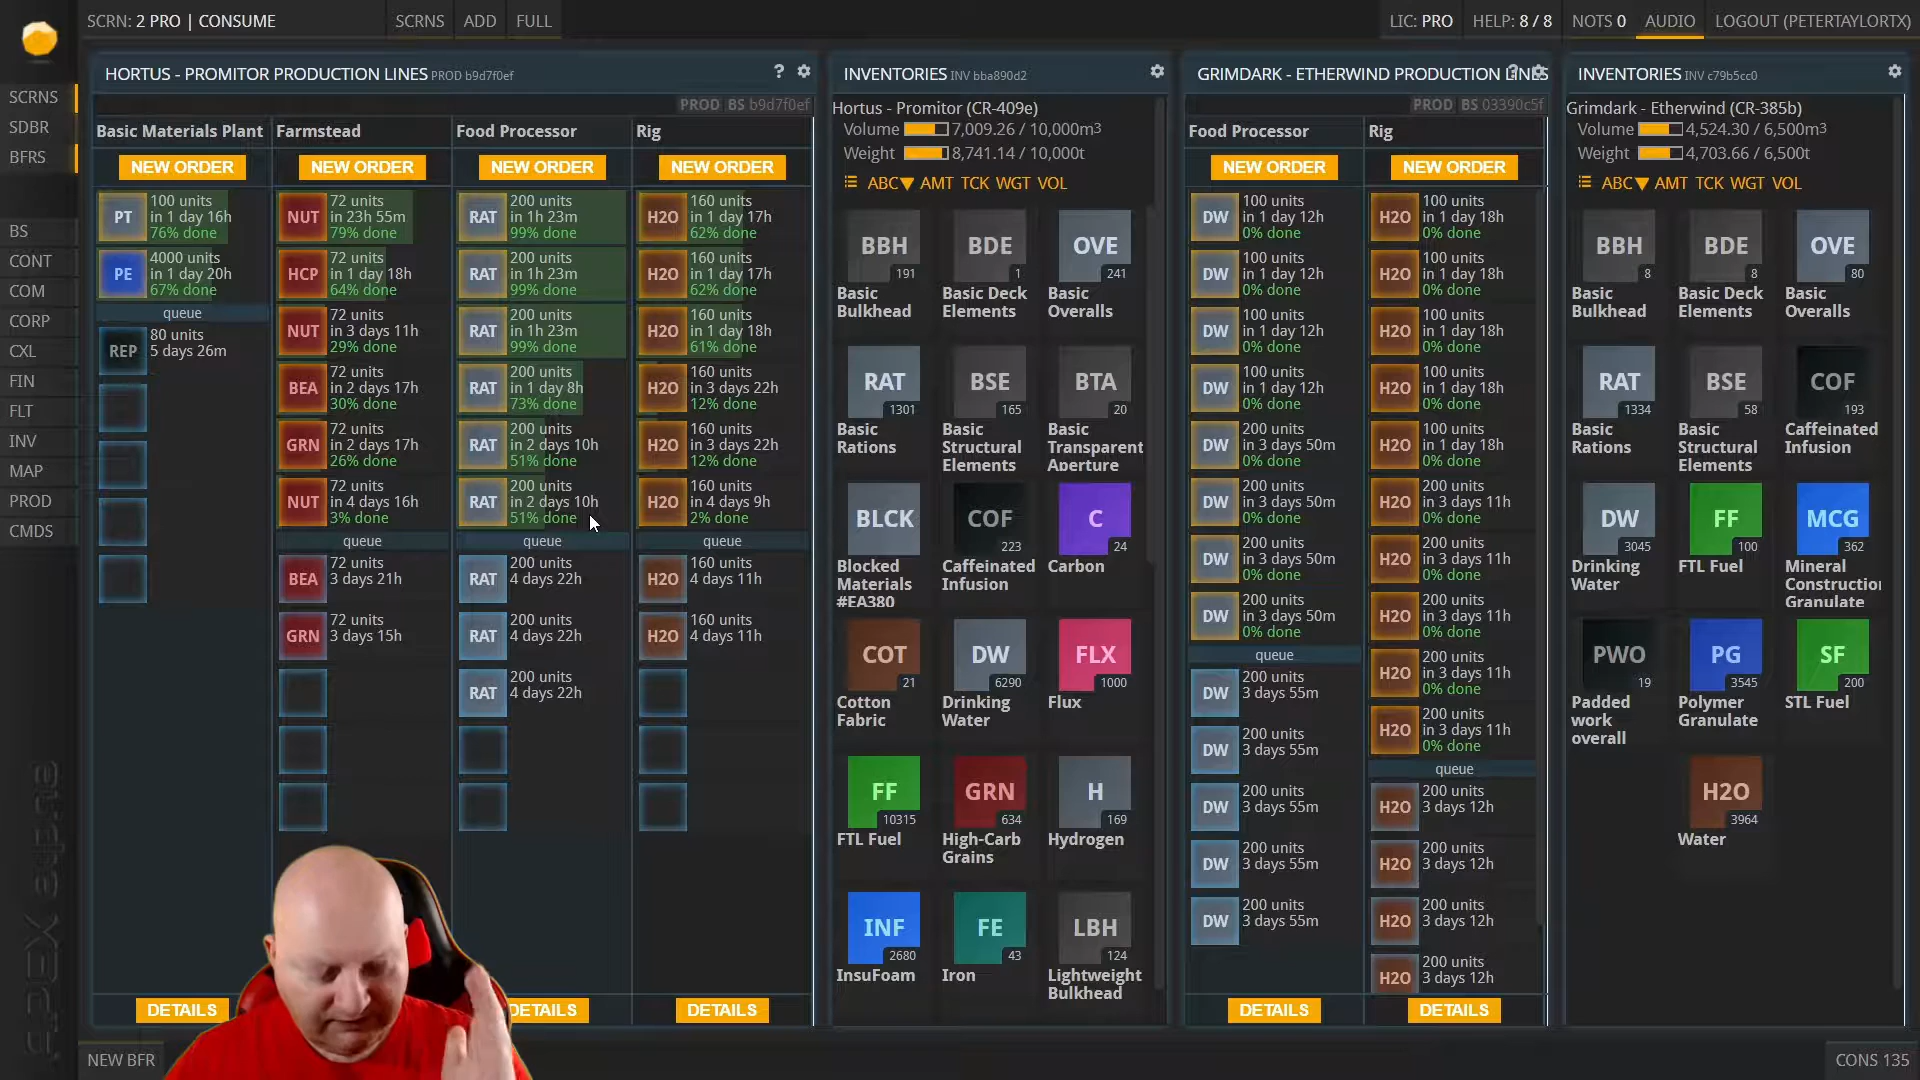 SCRN: 2 PRO | CONSUME
SCRNS
ADD
FULL
LIC: PRO
HELP: 8 / 8
NOTS 0
AUDIO
LOGOUT (PETERTAYLORTX)
SCRNS
SDBR
BFRS
BS
CONT
COM
CORP
CXL
FIN
FLT
INV
MAP
PROD
CMDS
HORTUS - PROMITOR PRODUCTION LINES PROD b9d7f0ef
?
PROD BS b9d7f0ef
Basic Materials Plant
NEW ORDER
PT
100 units
in 1 day 16h
76% done
PE
4000 units
in 1 day 20h
67% done
queue
REP
80 units
5 days 26m
DETAILS
Farmstead
NEW ORDER
NUT
72 units
in 23h 55m
79% done
HCP
72 units
in 1 day 18h
64% done
NUT
72 units
in 3 days 11h
29% done
BEA
72 units
in 2 days 17h
30% done
GRN
72 units
in 2 days 17h
26% done
NUT
72 units
in 4 days 16h
3% done
queue
BEA
72 units
3 days 21h
GRN
72 units
3 days 15h
Food Processor
NEW ORDER
RAT
200 units
in 1h 23m
99% done
RAT
200 units
in 1h 23m
99% done
RAT
200 units
in 1h 23m
99% done
RAT
200 units
in 1 day 8h
73% done
RAT
200 units
in 2 days 10h
51% done
RAT
200 units
in 2 days 10h
51% done
queue
RAT
200 units
4 days 22h
RAT
200 units
4 days 22h
RAT
200 units
4 days 22h
DETAILS
Rig
NEW ORDER
H2O
160 units
in 1 day 17h
62% done
H2O
160 units
in 1 day 17h
62% done
H2O
160 units
in 1 day 18h
61% done
H2O
160 units
in 3 days 22h
12% done
H2O
160 units
in 3 days 22h
12% done
H2O
160 units
in 4 days 9h
2% done
queue
H2O
160 units
4 days 11h
H2O
160 units
4 days 11h
DETAILS
INVENTORIES INV bba890d2
Hortus - Promitor (CR-409e)
Volume 7,009.26 / 10,000m3
Weight 8,741.14 / 10,000t
ABC AMT TCK WGT VOL
BBH
191
Basic Bulkhead
BDE
1
Basic Deck Elements
OVE
241
Basic Overalls
RAT
1301
Basic Rations
BSE
165
Basic Structural Elements
BTA
20
Basic Transparent Aperture
BLCK
Blocked Materials #EA380
COF
223
Caffeinated Infusion
C
24
Carbon
COT
21
Cotton Fabric
DW
6290
Drinking Water
FLX
1000
Flux
FF
10315
FTL Fuel
GRN
634
High-Carb Grains
H
169
Hydrogen
INF
2680
InsuFoam
FE
43
Iron
LBH
124
Lightweight Bulkhead
GRIMDARK - ETHERWIND PRODUCTION LINES
?
PROD BS 03390c5f
Food Processor
NEW ORDER
DW
100 units
in 1 day 12h
0% done
DW
100 units
in 1 day 12h
0% done
DW
100 units
in 1 day 12h
0% done
DW
100 units
in 1 day 12h
0% done
DW
200 units
in 3 days 50m
0% done
DW
200 units
in 3 days 50m
0% done
DW
200 units
in 3 days 50m
0% done
DW
200 units
in 3 days 50m
0% done
queue
DW
200 units
3 days 55m
DW
200 units
3 days 55m
DW
200 units
3 days 55m
DW
200 units
3 days 55m
DW
200 units
3 days 55m
DETAILS
Rig
NEW ORDER
H2O
100 units
in 1 day 18h
0% done
H2O
100 units
in 1 day 18h
0% done
H2O
100 units
in 1 day 18h
0% done
H2O
100 units
in 1 day 18h
0% done
H2O
100 units
in 1 day 18h
0% done
H2O
200 units
in 3 days 11h
0% done
H2O
200 units
in 3 days 11h
0% done
H2O
200 units
in 3 days 11h
0% done
H2O
200 units
in 3 days 11h
0% done
H2O
200 units
in 3 days 11h
0% done
queue
H2O
200 units
3 days 12h
H2O
200 units
3 days 12h
H2O
200 units
3 days 12h
H2O
200 units
3 days 12h
DETAILS
INVENTORIES INV c79b5cc0
Grimdark - Etherwind (CR-385b)
Volume 4,524.30 / 6,500m3
Weight 4,703.66 / 6,500t
ABC AMT TCK WGT VOL
BBH
8
Basic Bulkhead
BDE
8
Basic Deck Elements
OVE
80
Basic Overalls
RAT
1334
Basic Rations
BSE
58
Basic Structural Elements
COF
193
Caffeinated Infusion
DW
3045
Drinking Water
FF
100
FTL Fuel
MCG
362
Mineral Construction Granulate
PWO
19
Padded work overall
PG
3545
Polymer Granulate
SF
200
STL Fuel
H2O
3964
Water
NEW BFR
CONS 135